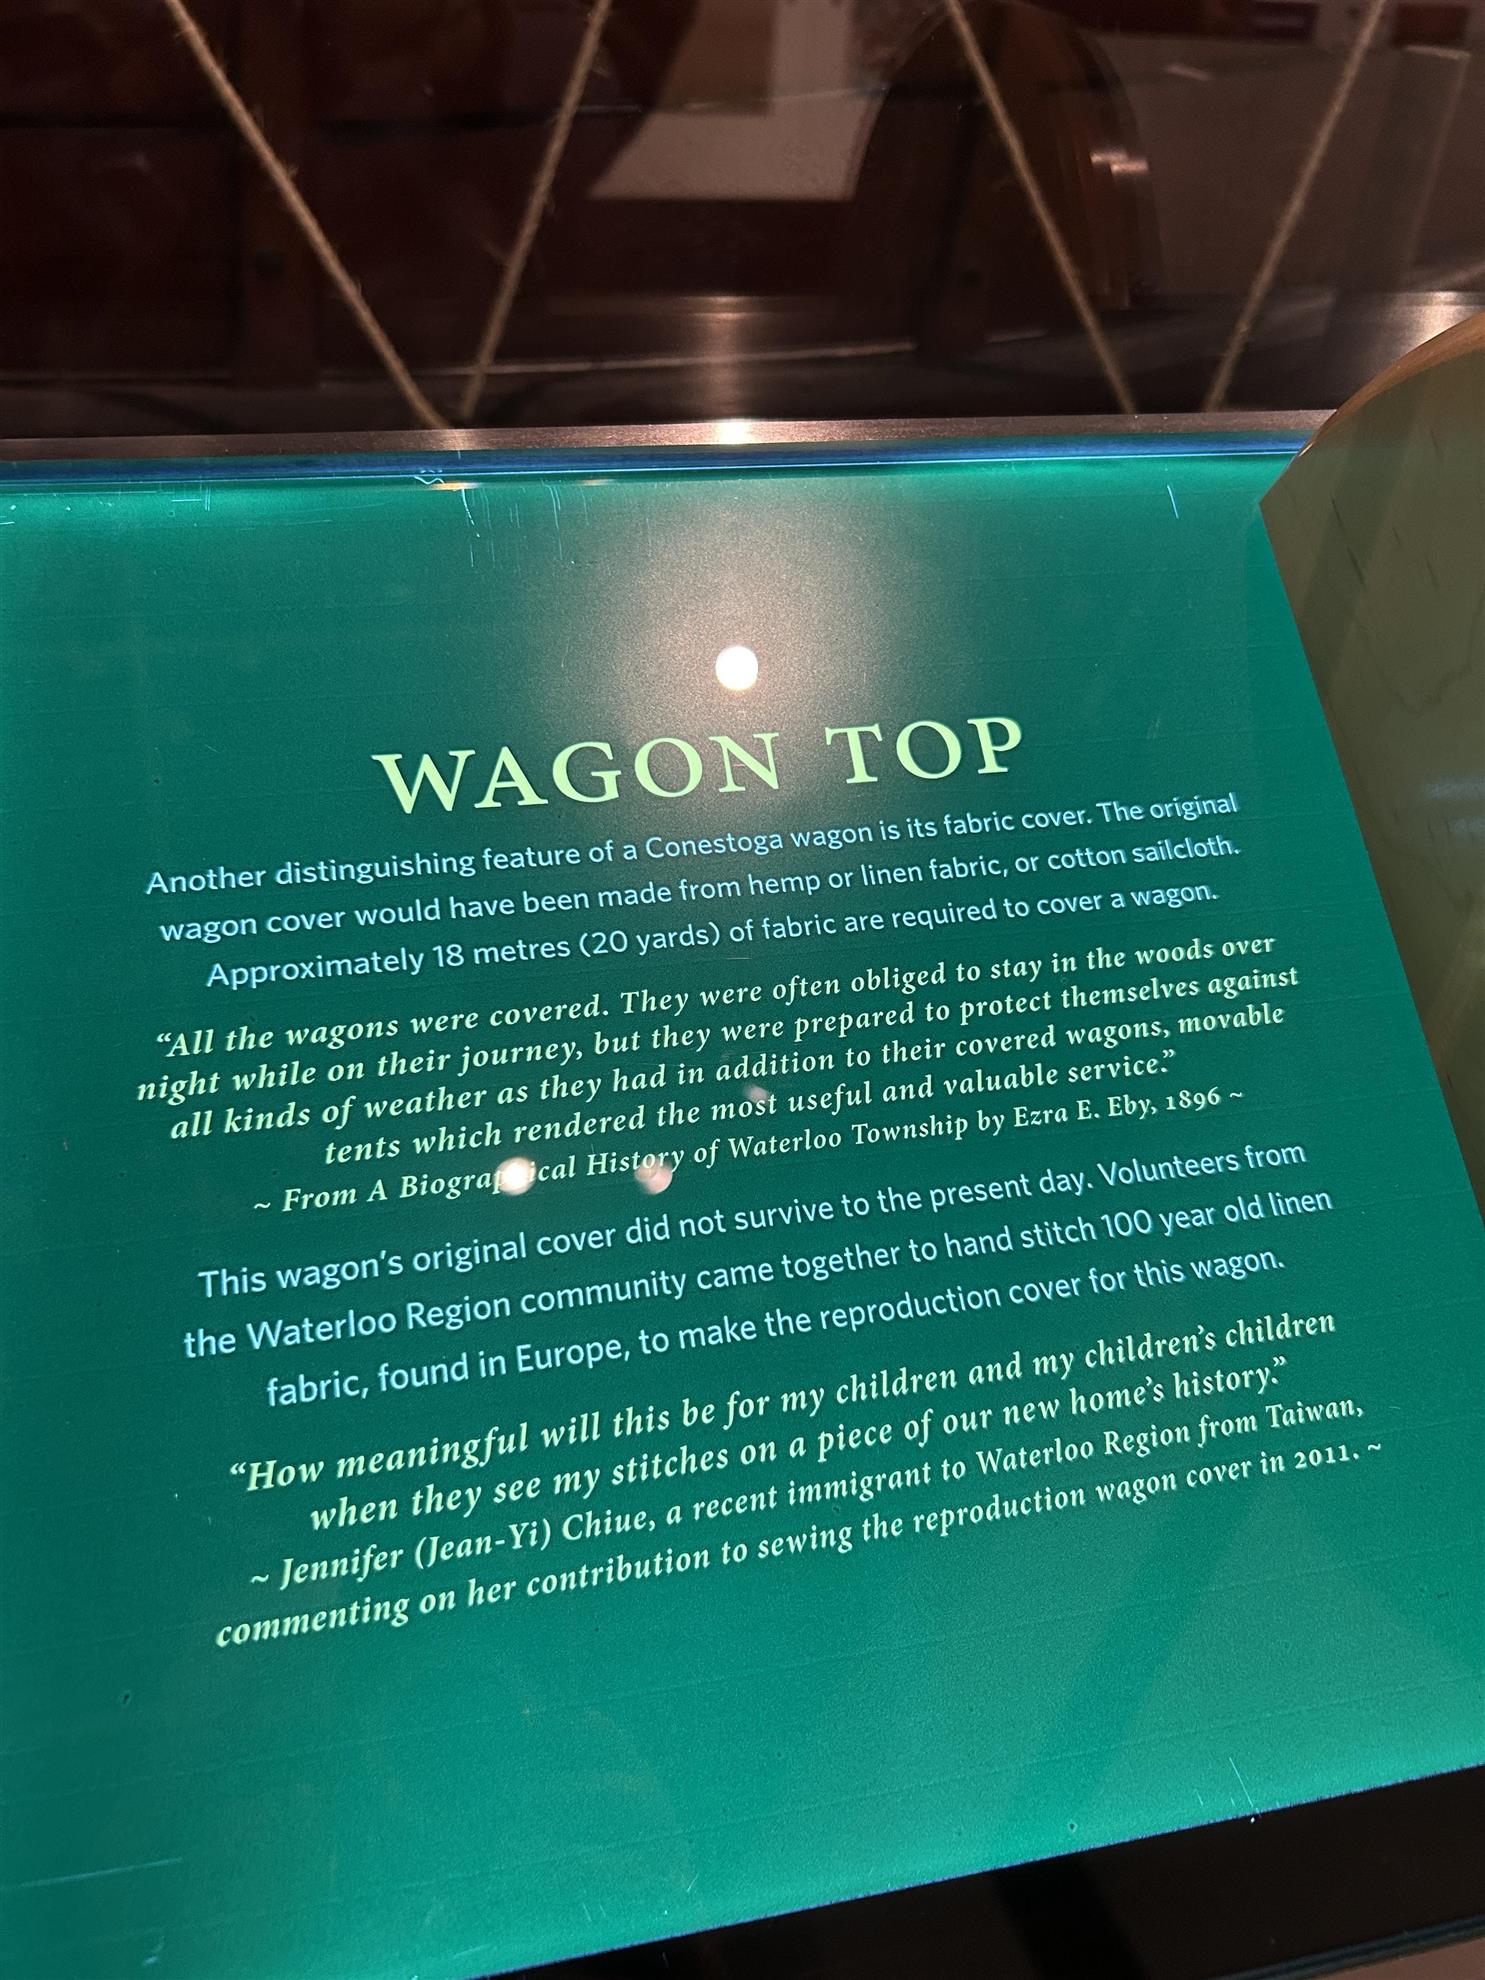 WAGON TOP
Another distinguishing feature of a Conestoga wagon is its fabric cover. The original
wagon cover would have been made from hemp or linen fabric, or cotton sailcloth.
Approximately 18 metres (20 yards) of fabric are required to cover a wagon.
“All the wagons were covered. They were often obliged to stay in the woods over
night while on their journey, but they were prepared to protect themselves against
all kinds of weather as they had in addition to their covered wagons, movable
tents which rendered the most useful and valuable service.”
~ From A Biographical History of Waterloo Township by Ezra E. Eby, 1896 ~
This wagon’s original cover did not survive to the present day. Volunteers from
the Waterloo Region community came together to hand stitch 100 year old linen
fabric, found in Europe, to make the reproduction cover for this wagon.
“How meaningful will this be for my children and my children’s children
when they see my stitches on a piece of our new home’s history.”
~ Jennifer (Jean-Yi) Chiue, a recent immigrant to Waterloo Region from Taiwan,
commenting on her contribution to sewing the reproduction wagon cover in 2011. ~